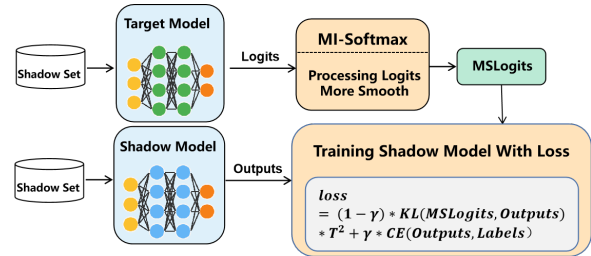 Target Model
Shadow Set
Logits
MI-Softmax
Processing Logits
More Smooth
MSLogits
Shadow Model
Shadow Set
Outputs
Training Shadow Model With Loss
loss
= (1 − γ) * KL(MSLogits, Outputs)
* T² + γ * CE(Outputs, Labels）